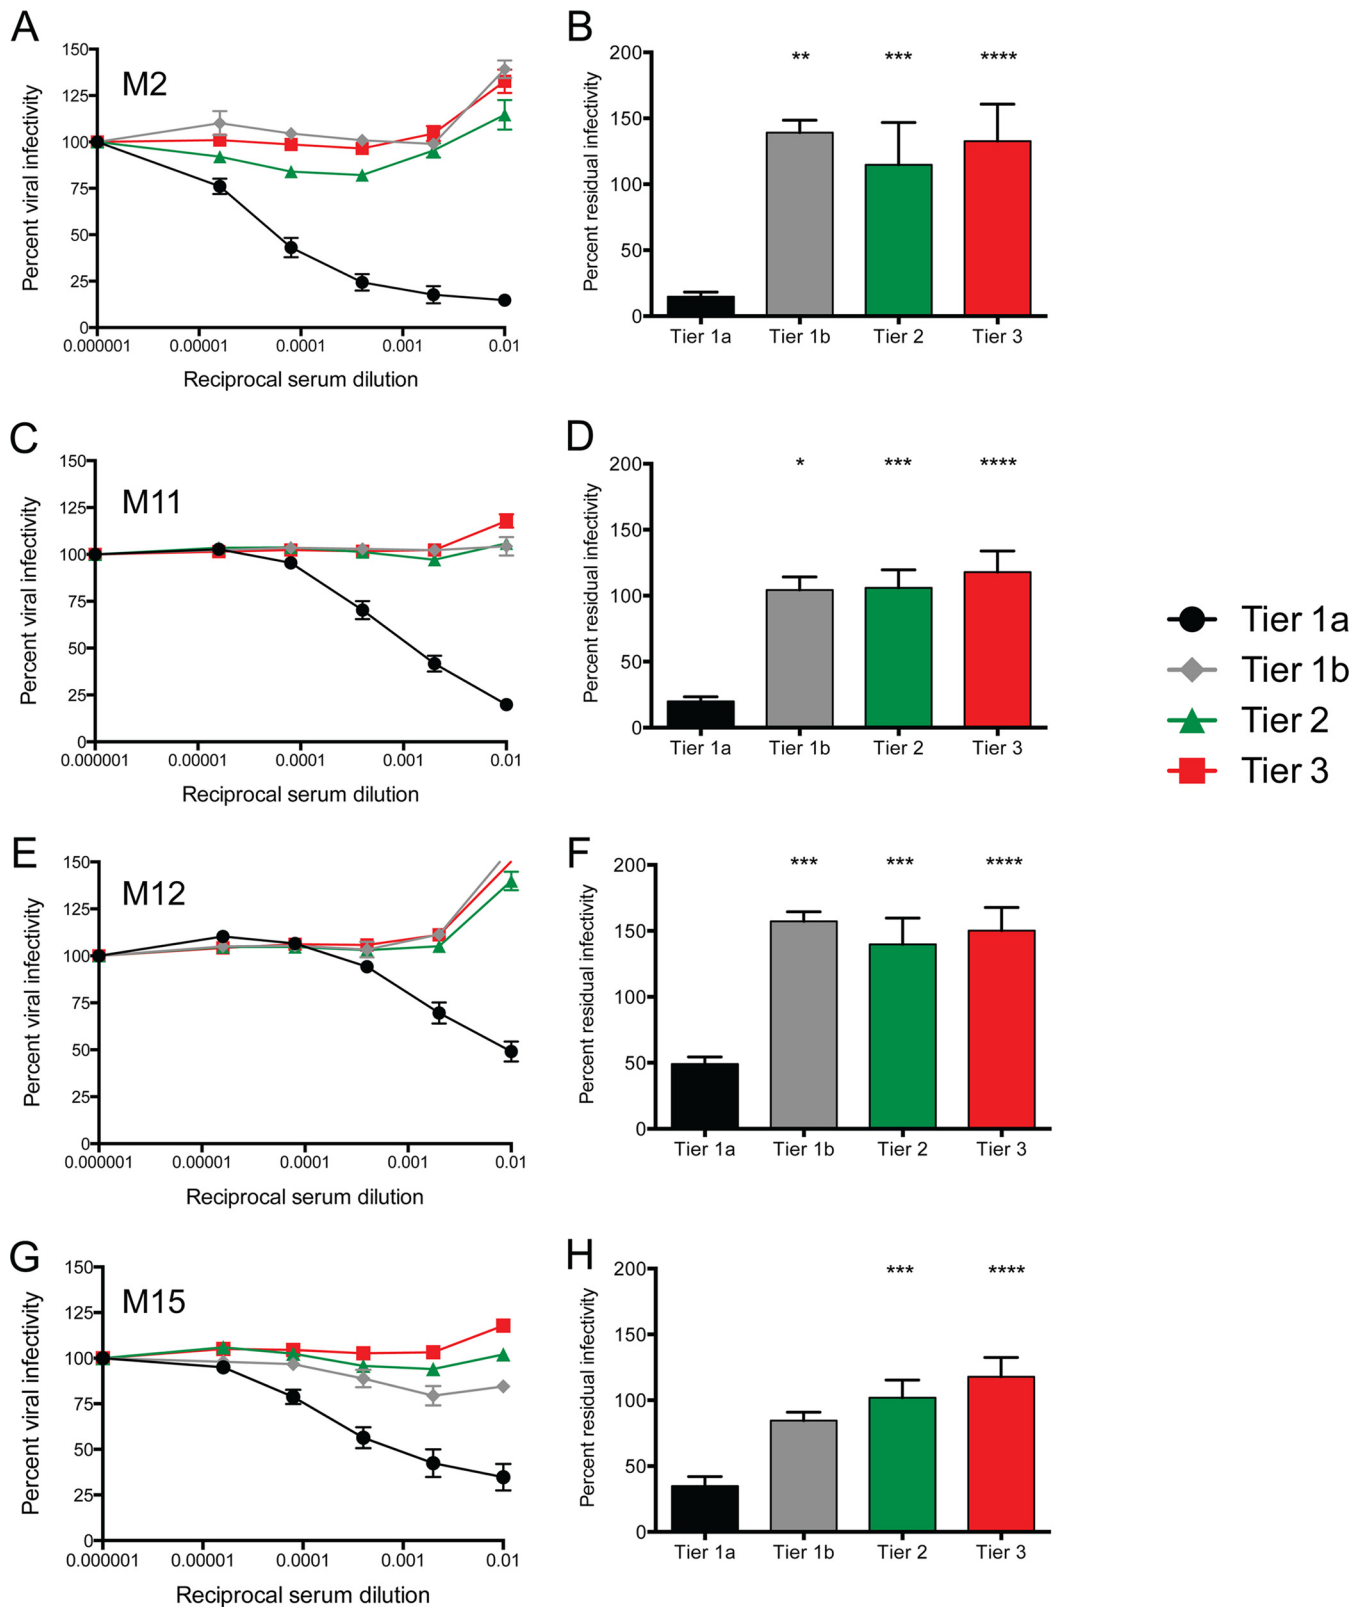 A
150
125
100
75
50
25
0
M2
Percent viral infectivity
0.000001 0.00001 0.0001 0.001 0.01
Reciprocal serum dilution
B
200
150
100
50
0
Percent residual infectivity
** *** ****
Tier 1a Tier 1b Tier 2 Tier 3
C
150
125
100
75
50
25
0
M11
Percent viral infectivity
0.000001 0.00001 0.0001 0.001 0.01
Reciprocal serum dilution
D
200
150
100
50
0
Percent residual infectivity
* *** ****
Tier 1a Tier 1b Tier 2 Tier 3
Tier 1a
Tier 1b
Tier 2
Tier 3
E
150
125
100
75
50
25
0
M12
Percent viral infectivity
0.000001 0.00001 0.0001 0.001 0.01
Reciprocal serum dilution
F
200
150
100
50
0
Percent residual infectivity
*** *** ****
Tier 1a Tier 1b Tier 2 Tier 3
G
150
125
100
75
50
25
0
M15
Percent viral infectivity
0.000001 0.00001 0.0001 0.001 0.01
Reciprocal serum dilution
H
200
150
100
50
0
Percent residual infectivity
*** ****
Tier 1a Tier 1b Tier 2 Tier 3